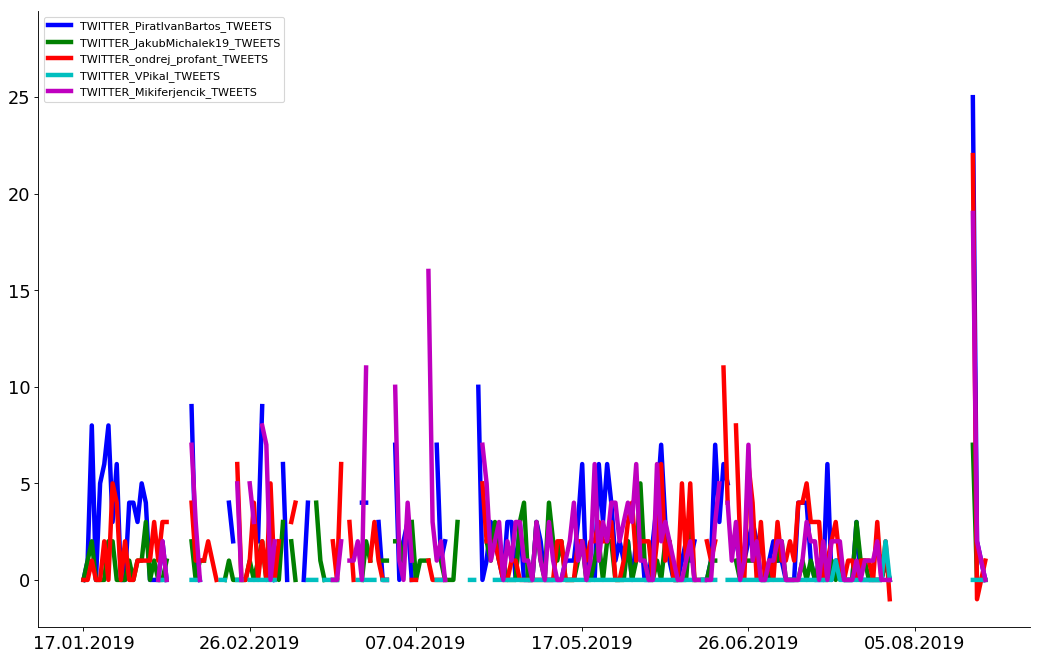 TWITTER_PiratIvanBartos_TWEETS
TWITTER_JakubMichalek19_TWEETS
TWITTER_ondrej_profant_TWEETS
TWITTER_VPikal_TWEETS
TWITTER_Mikiferjencik_TWEETS
25
20
15
10
5
0
17.01.2019 26.02.2019 07.04.2019 17.05.2019 26.06.2019 05.08.2019